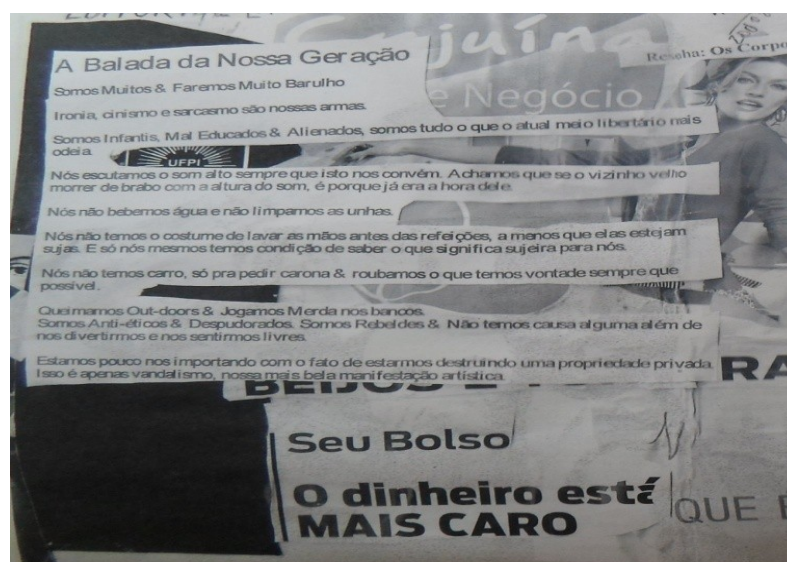 A Balada da Nossa Geração
juína
Resenha: Os Corpo
Somos Muitos & Faremos Muito Barulho
e Negócio
Ironia, cinismo e sarcasmo são nossas armas.
Somos Infantis, Mal Educados & Alienados, somos tudo o que o atual meio libertário mais
odeia.
UFPI
Nós escutamos o som alto sempre que isto nos convém. Achamos que se o vizinho velho
morrer de brabo com a altura do som, é porque já era a hora dele.
Nós não bebemos água e não limpamos as unhas.
Nós não temos o costume de lavar as mãos antes das refeições, a menos que elas estejam
sujas. E só nós mesmos temos condição de saber o que significa sujeira para nós.
Nós não temos carro, só pra pedir carona & roubamos o que temos vontade sempre que
possível.
Queimamos Out-doors & Jogamos Merda nos bancos.
Somos Anti-éticos & Despudorados. Somos Rebeldes & Não temos causa alguma além de
nos divertirmos e nos sentirmos livres.
Estamos pouco nos importando com o fato de estarmos destruindo uma propriedade privada.
Isso é apenas vandalismo, nossa mais bela manifestação artística.
BEIJOS E RA
Seu Bolso
O dinheiro está
MAIS CARO
QUE